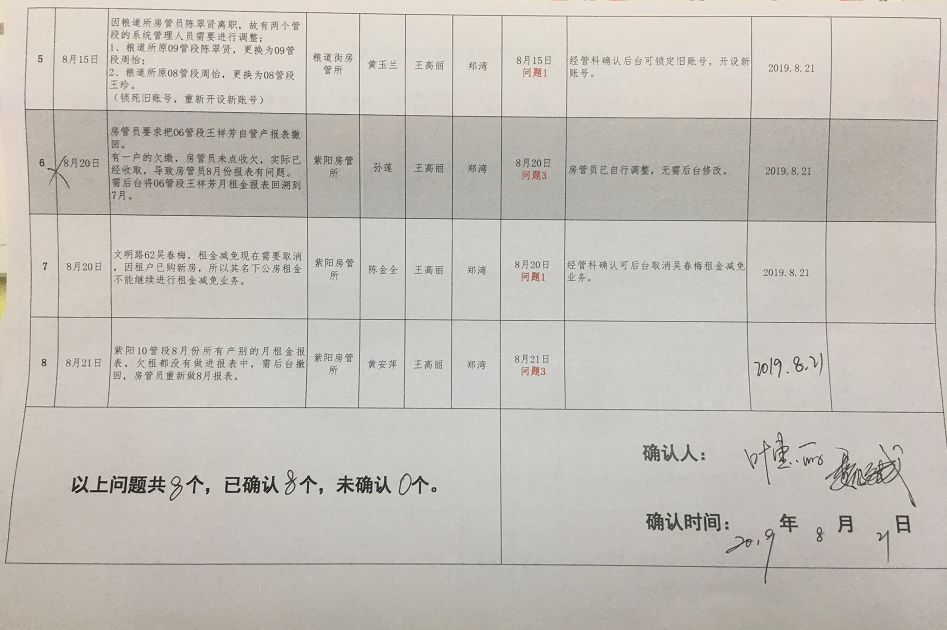 5
8月15日
因粮道所房管员陈翠贤离职，故有两个管
段的系统管理人员需要进行调整；
1、粮道所原09管段陈翠贤，更换为09管
段周怡；
2、粮道所原08管段周怡，更换为08管段
王珍。
（锁死旧账号，重新开设新账号）
粮道街房
管所
黄玉兰
王高丽
郑湾
8月15日
问题1
经管科确认后台可锁定旧账号，开设新
账号。
2019.8.21
6
8月20日
房管员要求把06管段王祥芳自管产报表撤
回。
有一户的欠缴，房管员未点收欠，实际已
经收取，导致房管员8月份报表有问题。
需后台将06管段王祥芳月租金报表回溯到
7月。
紫阳房管
所
孙莲
王高丽
郑湾
8月20日
问题3
房管员已自行调整，无需后台修改。
2019.8.21
7
8月20日
文明路62吴春梅，租金减免现在需要取消
，因租户已购新房，所以其名下公房租金
不能继续进行租金减免业务。
紫阳房管
所
陈金全
王高丽
郑湾
8月20日
问题1
经管科确认可后台取消吴春梅租金减免
业务。
2019.8.21
8
8月21日
紫阳10管段8月份所有产别的月租金报
表，欠租都没有做进报表中，需后台撤
回，房管员重新做8月报表。
紫阳房管
所
黄安萍
王高丽
郑湾
8月21日
问题3
2019.8.21
以上问题共8个，已确认8个，未确认0个。
确认人：
确认时间：2019年8月21日